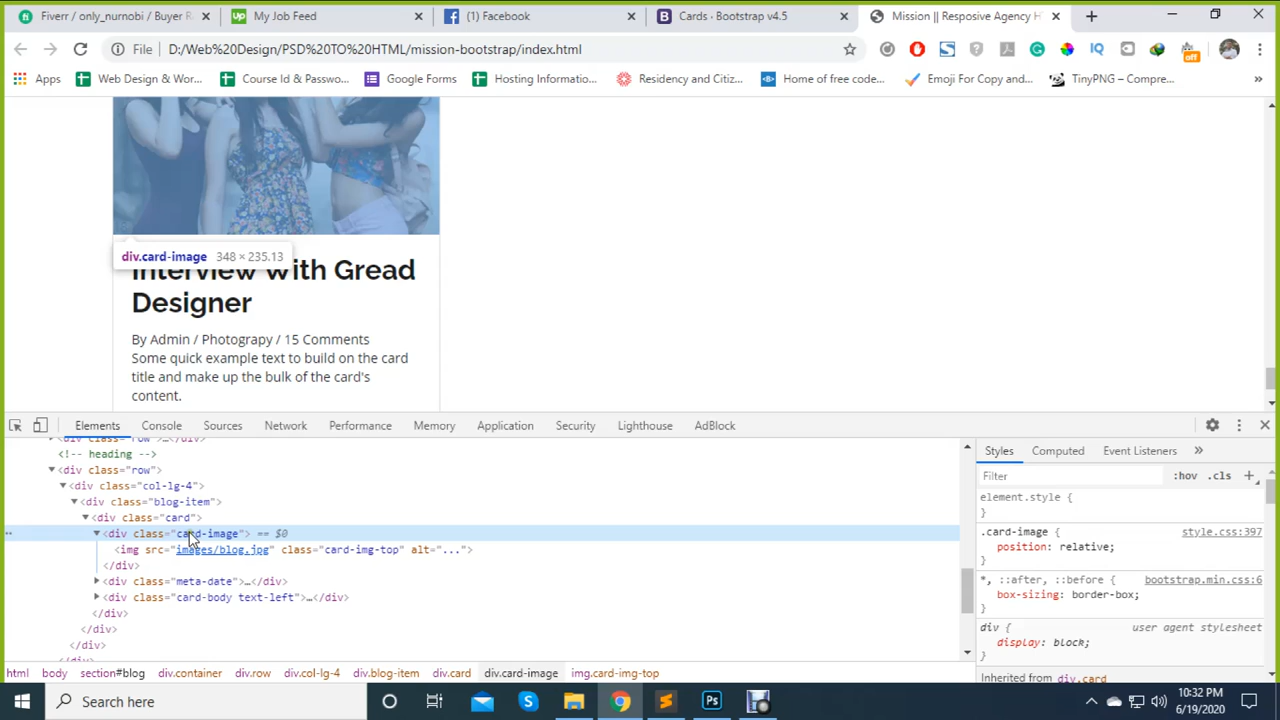 Fiverr / only_nurnobi / Buyer R
My Job Feed
Facebook
Cards · Bootstrap v4.5
Mission || Resposive Agency H
File
D:/Web%20Design/PSD%20TO%20HTML/mission-bootstrap/index.html
IQ
Apps
Web Design & Wor...
Course Id & Passwo...
Google Forms
Hosting Informatio...
Residency and Citiz...
Home of free code...
Emoji For Copy and...
TinyPNG – Compre...
off
div.card-image 348 × 235.13
Interview With Gread
Designer
By Admin / Photograpy / 15 Comments
Some quick example text to build on the card
title and make up the bulk of the card's
content.
Elements
Console
Sources
Network
Performance
Memory
Application
Security
Lighthouse
AdBlock
<div class="row">…</div>
<!-- heading -->
<div class="row">
<div class="col-lg-4">
<div class="blog-item">
<div class="card">
<div class="card-image"> == $0
<img src="images/blog.jpg" class="card-img-top" alt="...">
</div>
<div class="meta-date">…</div>
<div class="card-body text-left">…</div>
</div>
</div>
</div>
</div>
html body section#blog div.container div.row div.col-lg-4 div.blog-item div.card div.card-image img.card-img-top
Styles
Computed
Event Listeners
Filter
:hov .cls
element.style {
}
.card-image { style.css:397
position: relative;
}
*, ::after, ::before { bootstrap.min.css:6
box-sizing: border-box;
}
div { user agent stylesheet
display: block;
}
Inherited from div.card
Search here
10:32 PM
6/19/2020